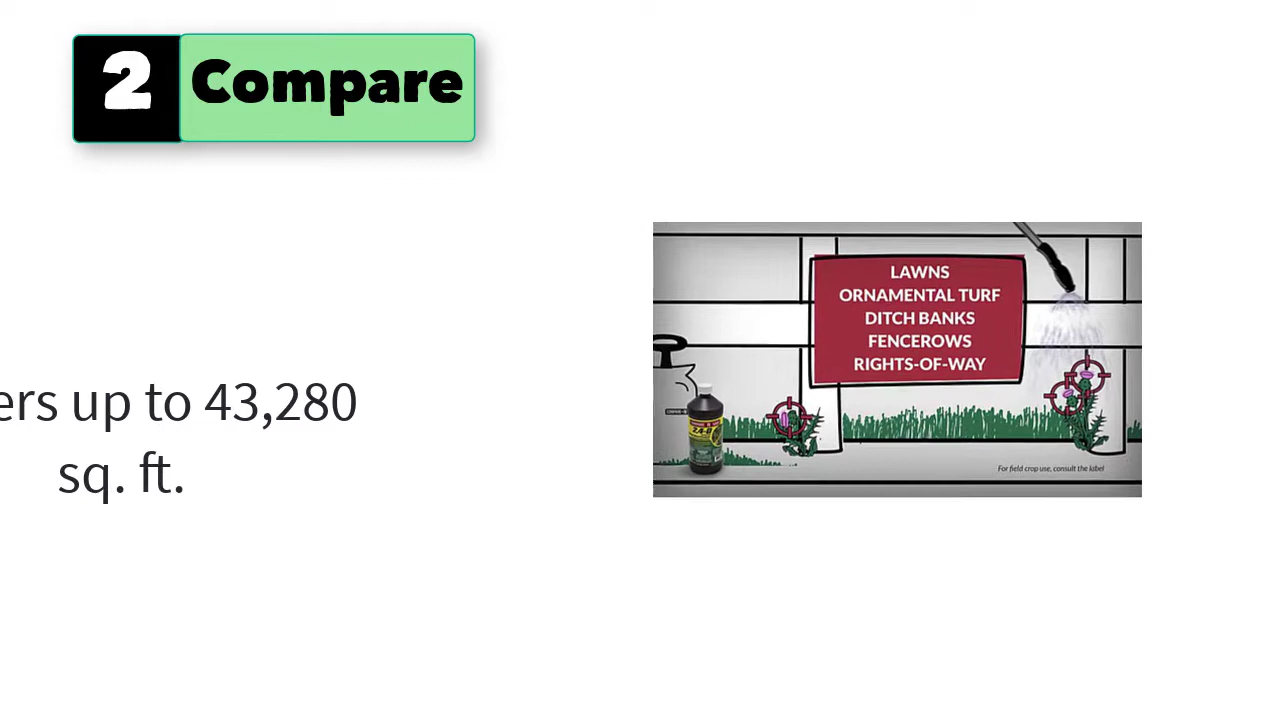 2 Compare
ers up to 43,280
sq. ft.
LAWNS
ORNAMENTAL TURF
DITCH BANKS
FENCEROWS
RIGHTS-OF-WAY
For field crop use, consult the label